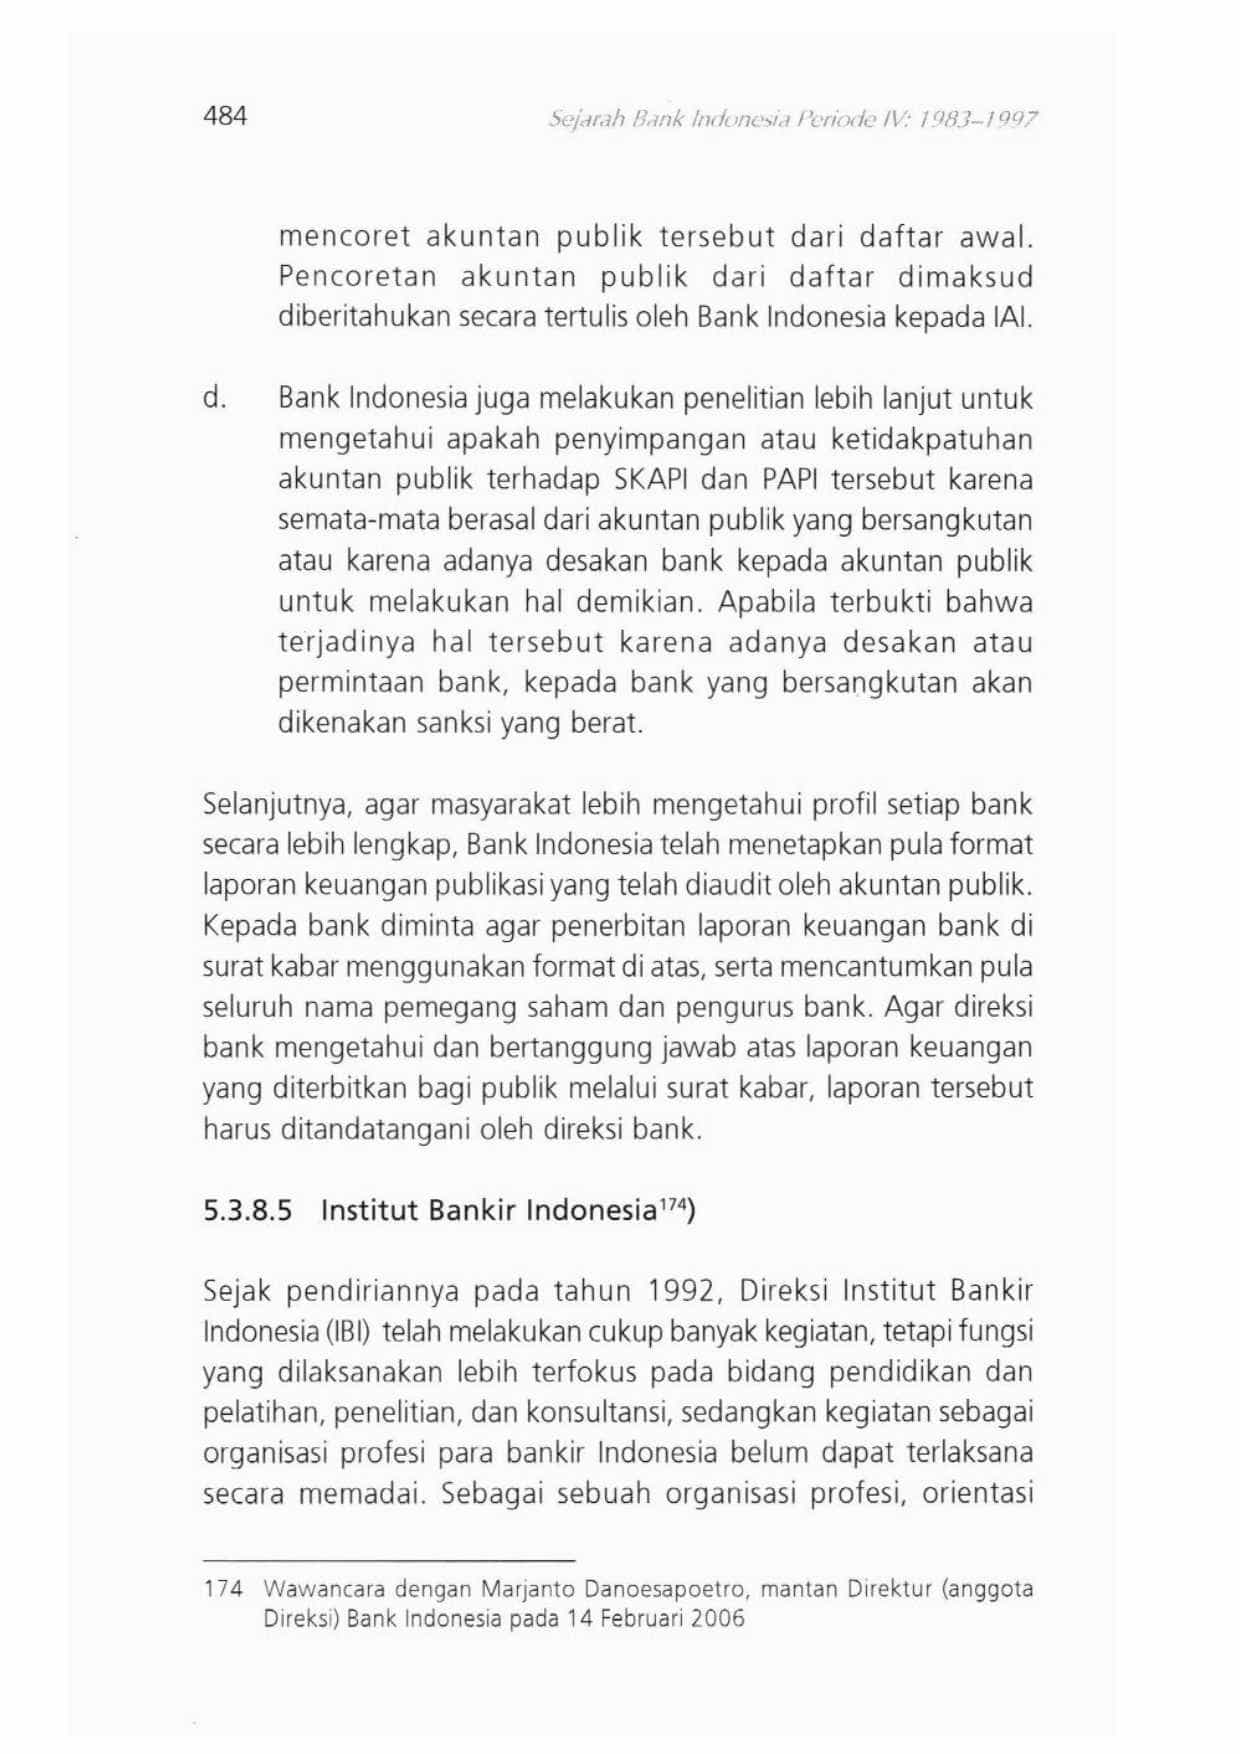 484
Sejarah Bank Indonesia Periode IV: 1983–1997
mencoret akuntan publik tersebut dari daftar awal.
Pencoretan akuntan publik dari daftar dimaksud
diberitahukan secara tertulis oleh Bank Indonesia kepada IAI.
d. Bank Indonesia juga melakukan penelitian lebih lanjut untuk
mengetahui apakah penyimpangan atau ketidakpatuhan
akuntan publik terhadap SKAPI dan PAPI tersebut karena
semata-mata berasal dari akuntan publik yang bersangkutan
atau karena adanya desakan bank kepada akuntan publik
untuk melakukan hal demikian. Apabila terbukti bahwa
terjadinya hal tersebut karena adanya desakan atau
permintaan bank, kepada bank yang bersangkutan akan
dikenakan sanksi yang berat.
Selanjutnya, agar masyarakat lebih mengetahui profil setiap bank
secara lebih lengkap, Bank Indonesia telah menetapkan pula format
laporan keuangan publikasi yang telah diaudit oleh akuntan publik.
Kepada bank diminta agar penerbitan laporan keuangan bank di
surat kabar menggunakan format di atas, serta mencantumkan pula
seluruh nama pemegang saham dan pengurus bank. Agar direksi
bank mengetahui dan bertanggung jawab atas laporan keuangan
yang diterbitkan bagi publik melalui surat kabar, laporan tersebut
harus ditandatangani oleh direksi bank.
5.3.8.5 Institut Bankir Indonesia¹⁷⁴)
Sejak pendiriannya pada tahun 1992, Direksi Institut Bankir
Indonesia (IBI) telah melakukan cukup banyak kegiatan, tetapi fungsi
yang dilaksanakan lebih terfokus pada bidang pendidikan dan
pelatihan, penelitian, dan konsultansi, sedangkan kegiatan sebagai
organisasi profesi para bankir Indonesia belum dapat terlaksana
secara memadai. Sebagai sebuah organisasi profesi, orientasi
174 Wawancara dengan Marjanto Danoesapoetro, mantan Direktur (anggota
Direksi) Bank Indonesia pada 14 Februari 2006